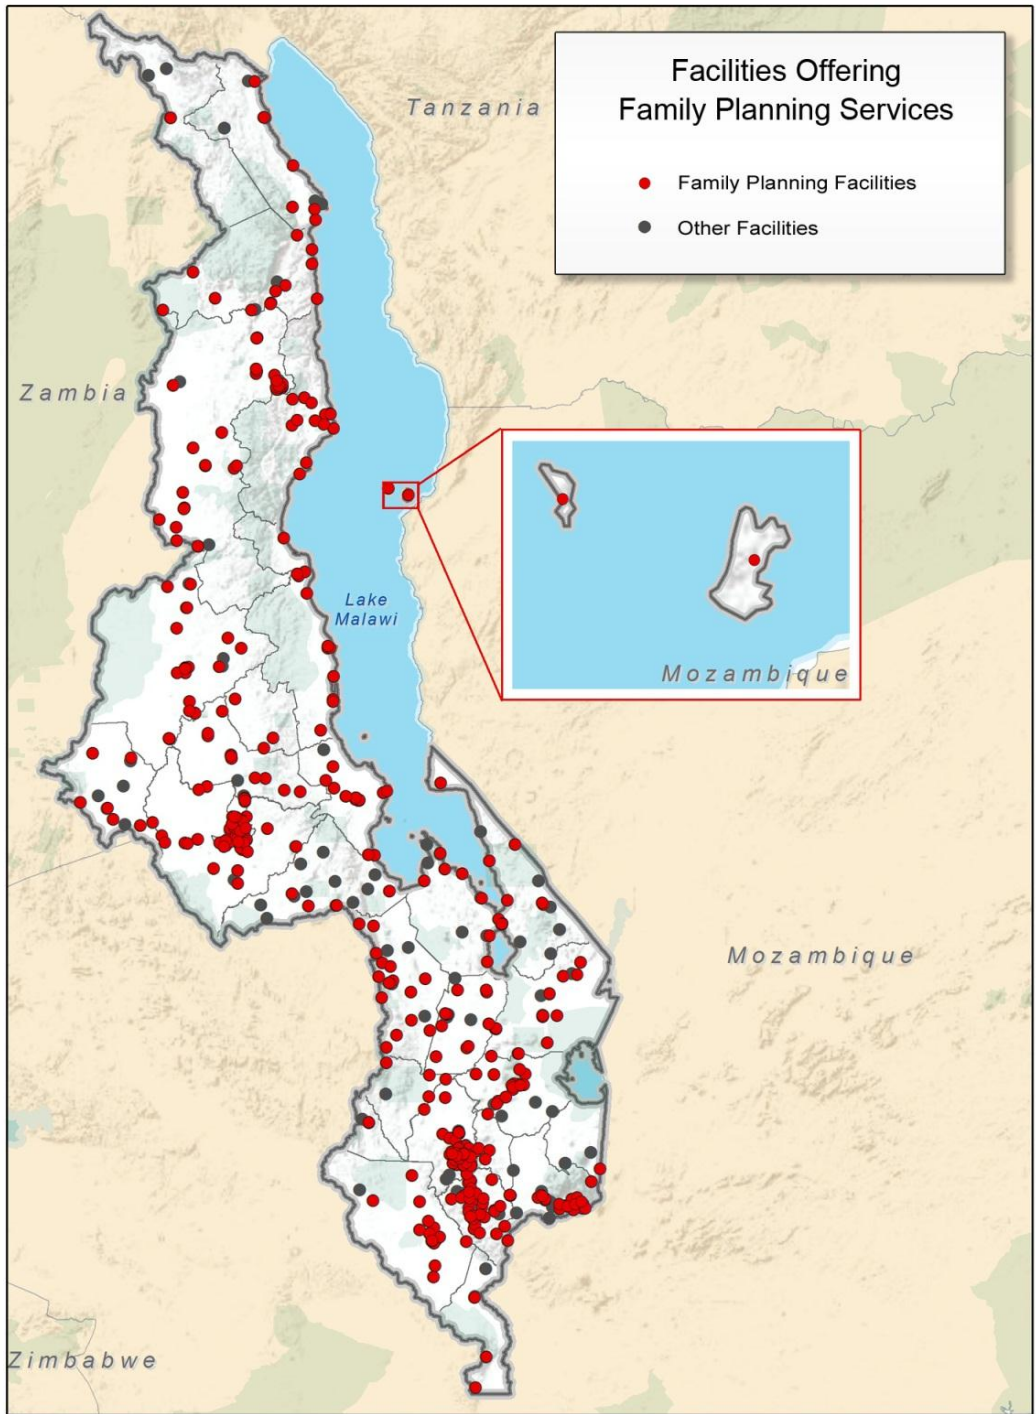 Facilities Offering
Family Planning Services
Family Planning Facilities
Other Facilities
Tanzania
Zambia
Lake
Malawi
Mozambique
Mozambique
Zimbabwe